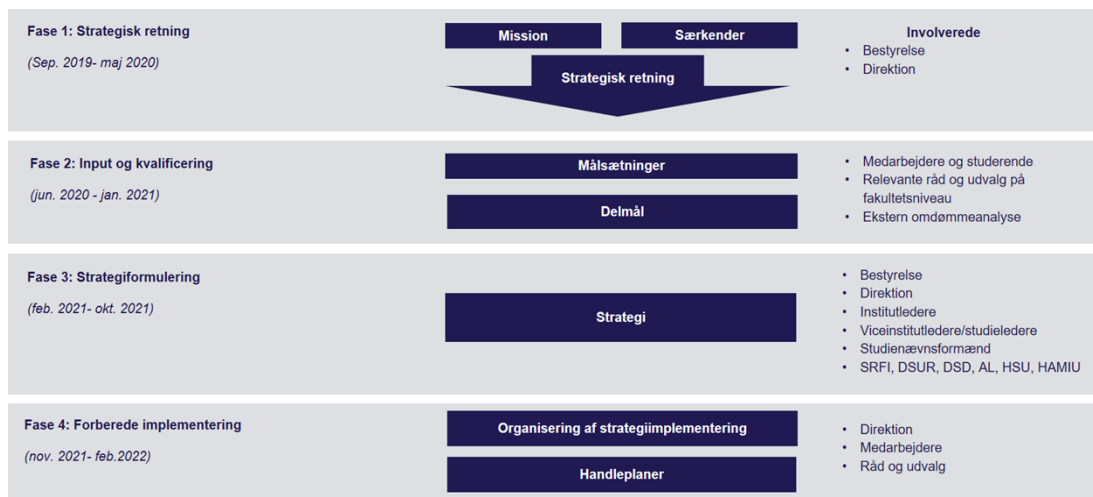 Fase 1: Strategisk retning
(Sep. 2019- maj 2020)
Mission
Særkender
Strategisk retning
Involverede
• Bestyrelse
• Direktion
Fase 2: Input og kvalificering
(jun. 2020 - jan. 2021)
Målsætninger
Delmål
• Medarbejdere og studerende
• Relevante råd og udvalg på
fakultetsniveau
• Ekstern omdømmeanalyse
Fase 3: Strategiformulering
(feb. 2021- okt. 2021)
Strategi
• Bestyrelse
• Direktion
• Institutledere
• Viceinstitutledere/studieledere
• Studienævnsformænd
• SRFI, DSUR, DSD, AL, HSU, HAMIU
Fase 4: Forberede implementering
(nov. 2021- feb.2022)
Organisering af strategiimplementering
Handleplaner
• Direktion
• Medarbejdere
• Råd og udvalg